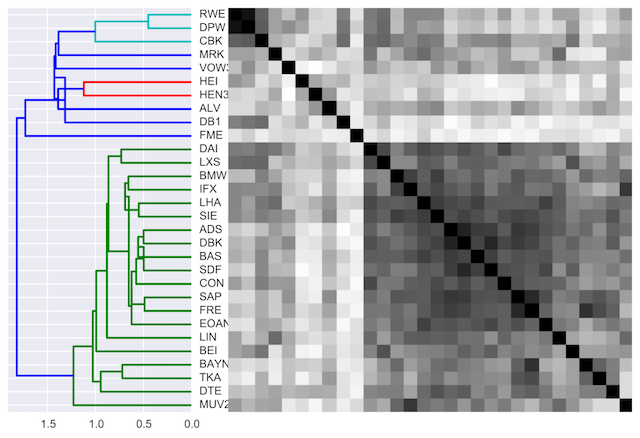 RWE
DPW
CBK
MRK
VOW3
HEI
HEN3
ALV
DB1
FME
DAI
LXS
BMW
IFX
LHA
SIE
ADS
DBK
BAS
SDF
CON
SAP
FRE
EOAN
LIN
BEI
BAYN
TKA
DTE
MUV2
1.5 1.0 0.5 0.0